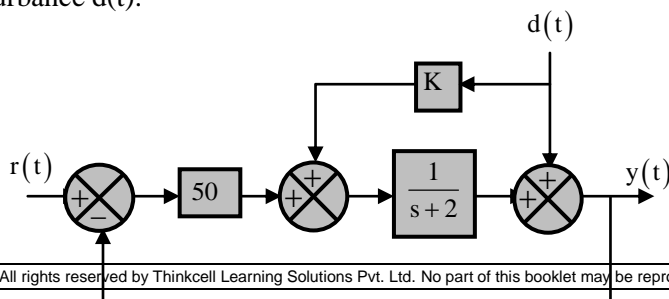 urbance d(t).
d(t)
K
r(t)
+
−
50
+
+
1
s+2
+
+
y(t)
All rights reserved by Thinkcell Learning Solutions Pvt. Ltd. No part of this booklet may be repro